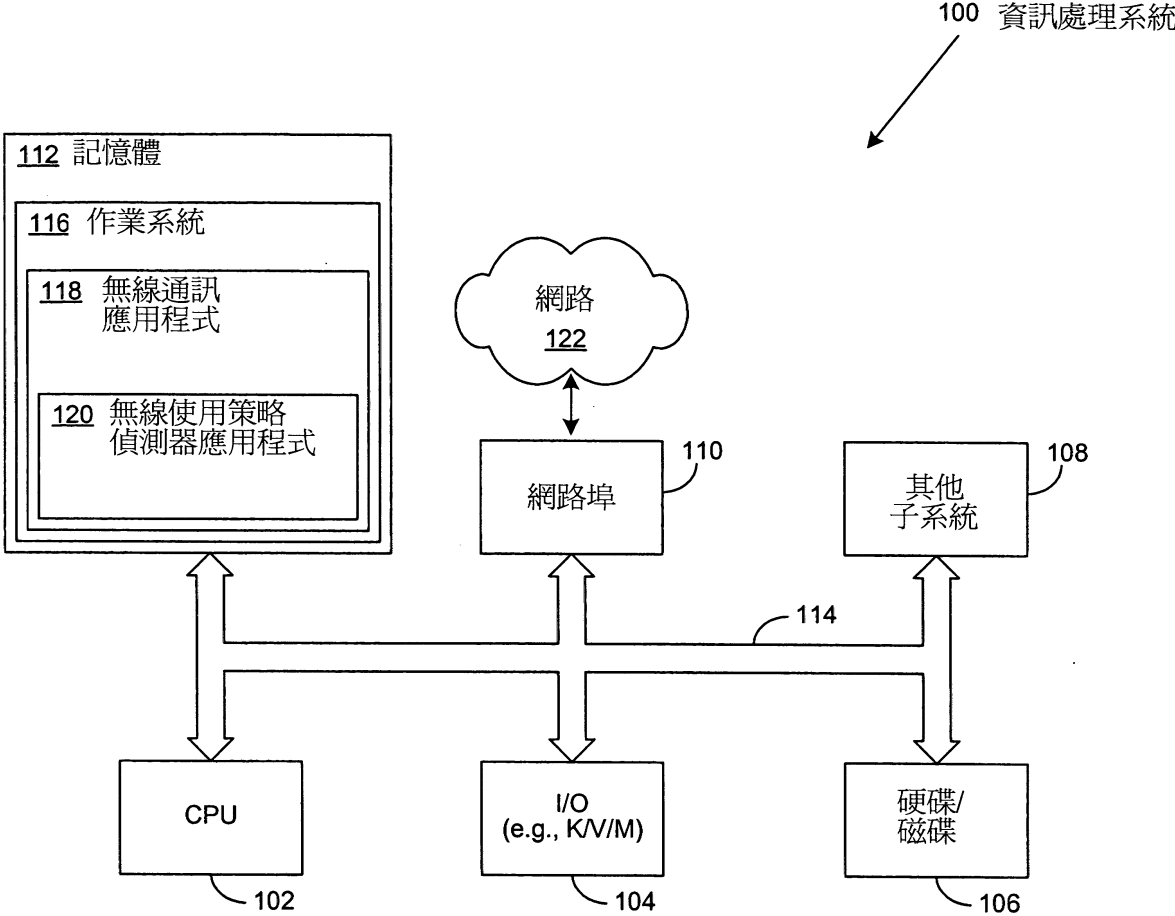 100 資訊處理系統
112 記憶體
116 作業系統
118 無線通訊
應用程式
120 無線使用策略
偵測器應用程式
網路
122
網路埠
110
其他
子系統
108
114
CPU
102
I/O
(e.g., K/V/M)
104
硬碟/
磁碟
106